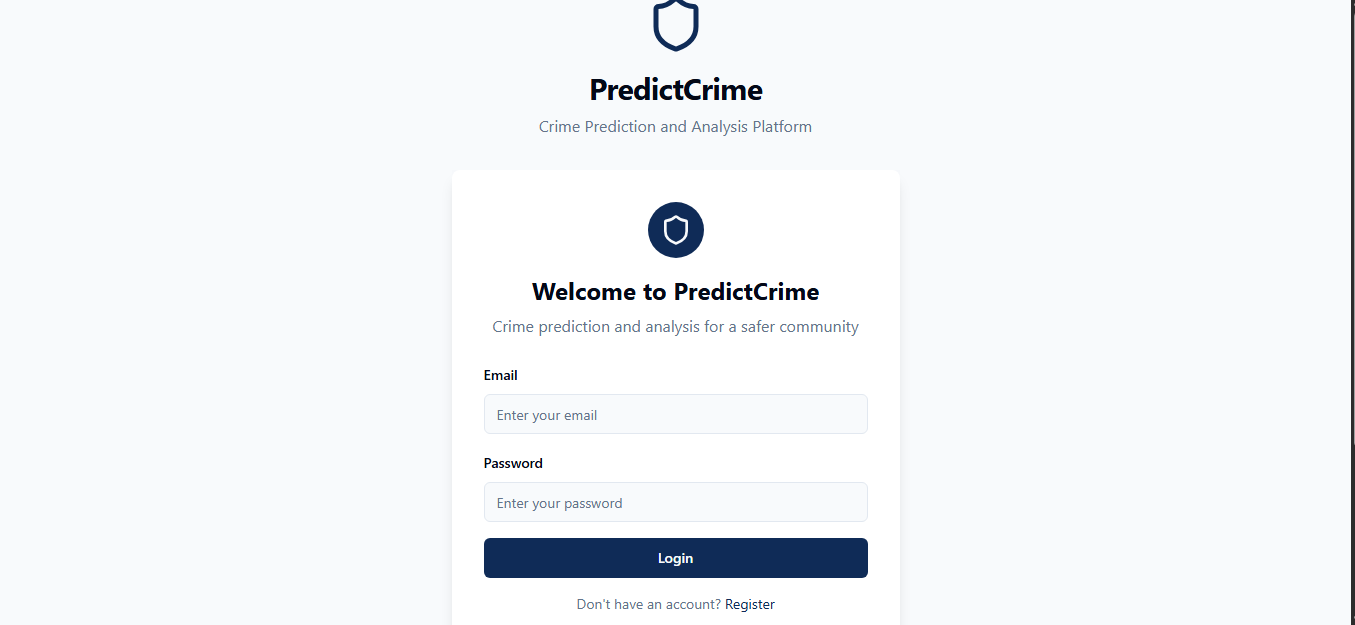 PredictCrime
Crime Prediction and Analysis Platform
Welcome to PredictCrime
Crime prediction and analysis for a safer community
Email
Enter your email
Password
Enter your password
Login
Don't have an account? Register